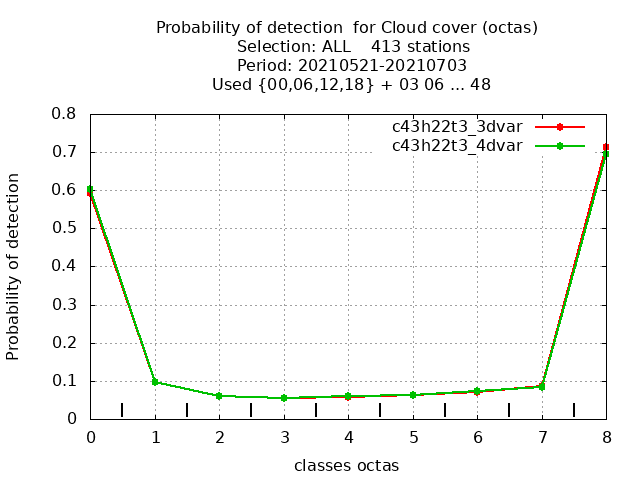 Probability of detection  for Cloud cover (octas)
Selection: ALL    413 stations
Period: 20210521-20210703
Used {00,06,12,18} + 03 06 ... 48
c43h22t3_3dvar
c43h22t3_4dvar
0.8
0.7
0.6
0.5
0.4
0.3
0.2
0.1
0
Probability of detection
0 1 2 3 4 5 6 7 8
classes octas